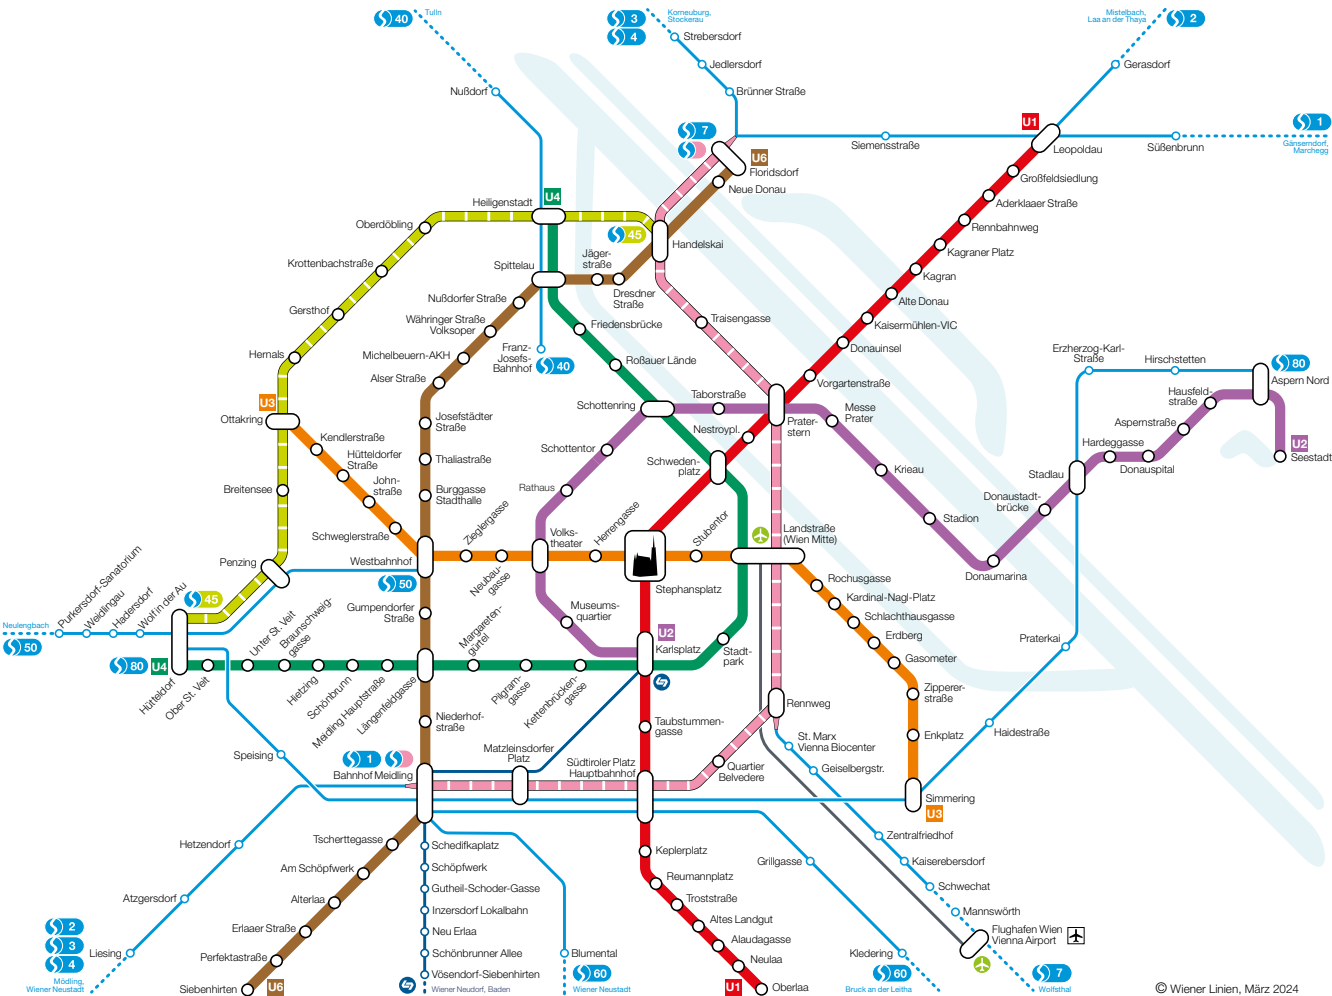 40
Tulln
3
4
Korneuburg,
Stockerau
Strebersdorf
Mistelbach,
Laa an der Thaya
2
Jedlersdorf
Gerasdorf
Nußdorf
Brünner Straße
7
U1
1
Siemensstraße
Leopoldau
Süßenbrunn
Gänserndorf,
Marchegg
U6
Floridsdorf
Großfeldsiedlung
Neue Donau
Aderklaaer Straße
U4
Heiligenstadt
Oberdöbling
45
Rennbahnweg
Handelskai
Kagraner Platz
Krottenbachstraße
Spittelau
Jäger-
straße
Kagran
Dresdner
Straße
Nußdorfer Straße
Alte Donau
Gersthof
Währinger Straße
Volksoper
Friedensbrücke
Traisengasse
Kaisermühlen-VIC
Hernals
Michelbeuern-AKH
Franz-
Josefs-
Bahnhof
40
Roßauer Lände
Donauinsel
Erzherzog-Karl-
Straße
Hirschstetten
80
Aspern Nord
Alser Straße
Vorgartenstraße
U3
Ottakring
Taborstraße
Schottenring
Messe
Prater
Hausfeld-
straße
Josefstädter
Straße
Nestroypl.
Prater-
stern
Aspernstraße
Kendlerstraße
Schottentor
Hardeggasse
U2
Seestadt
Hütteldorfer
Straße
Thaliastraße
Schweden-
platz
Krieau
Donauspital
Stadlau
John-
straße
Breitensee
Burggasse
Stadthalle
Rathaus
Donaustadt-
brücke
Stadion
Schweglerstraße
Zieglergasse
Volks-
theater
Herrengasse
Stubentor
Landstraße
(Wien Mitte)
Westbahnhof
Penzing
50
Neubau-
gasse
Stephansplatz
Donaumarina
Rochusgasse
Purkersdorf-Sanatorium
Weidlingau
Hadersdorf
Wolf in der Au
45
Gumpendorfer
Straße
Museums-
quartier
Kardinal-Nagl-Platz
Schlachthausgasse
Neulengbach
50
U2
Karlsplatz
Erdberg
Praterkai
Unter St. Veit
Braunschweig-
gasse
Margareten-
gürtel
Stadt-
park
Gasometer
80
U4
Hütteldorf
Ober St. Veit
Hietzing
Schönbrunn
Meidling Hauptstraße
Längenfeldgasse
Pilgram-
gasse
Kettenbrücken-
gasse
Zipperer-
straße
Rennweg
Niederhof-
straße
Taubstummen-
gasse
Haidestraße
Enkplatz
St. Marx
Vienna Biocenter
Speising
1
Bahnhof Meidling
Matzleinsdorfer
Platz
Südtiroler Platz
Hauptbahnhof
Quartier
Belvedere
Geiselbergstr.
Simmering
U3
Tscherttegasse
Hetzendorf
Schedifkaplatz
Keplerplatz
Zentralfriedhof
Am Schöpfwerk
Schöpfwerk
Grillgasse
Kaiserebersdorf
Gutheil-Schoder-Gasse
Reumannplatz
Schwechat
Atzgersdorf
Alterlaa
Inzersdorf Lokalbahn
Troststraße
Mannswörth
Erlaaer Straße
Neu Erlaa
Altes Landgut
Flughafen Wien
Vienna Airport
2
3
4
Liesing
Alaudagasse
Perfektastraße
Schönbrunner Allee
Blumental
Neulaa
Kledering
Mödling,
Wiener Neustadt
Siebenhirten
U6
Vösendorf-Siebenhirten
Wiener Neudorf, Baden
60
Wiener Neustadt
U1
Oberlaa
60
Bruck an der Leitha
7
Wolfsthal
© Wiener Linien, März 2024